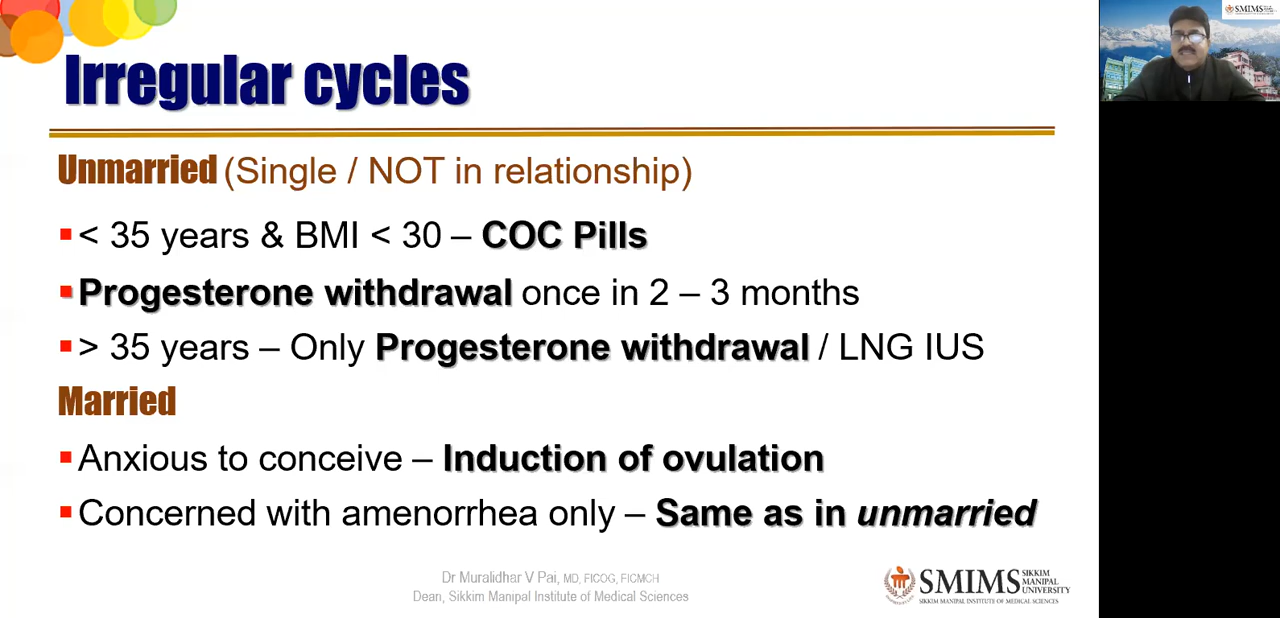 Irregular cycles
Unmarried (Single / NOT in relationship)
< 35 years & BMI < 30 – COC Pills
Progesterone withdrawal once in 2 – 3 months
> 35 years – Only Progesterone withdrawal / LNG IUS
Married
Anxious to conceive – Induction of ovulation
Concerned with amenorrhea only – Same as in unmarried
Dr Muralidhar V Pai, MD, FICOG, FICMCH
Dean, Sikkim Manipal Institute of Medical Sciences
SMIMS SIKKIM
MANIPAL
UNIVERSITY
SIKKIM MANIPAL INSTITUTE OF MEDICAL SCIENCES
SMIMS